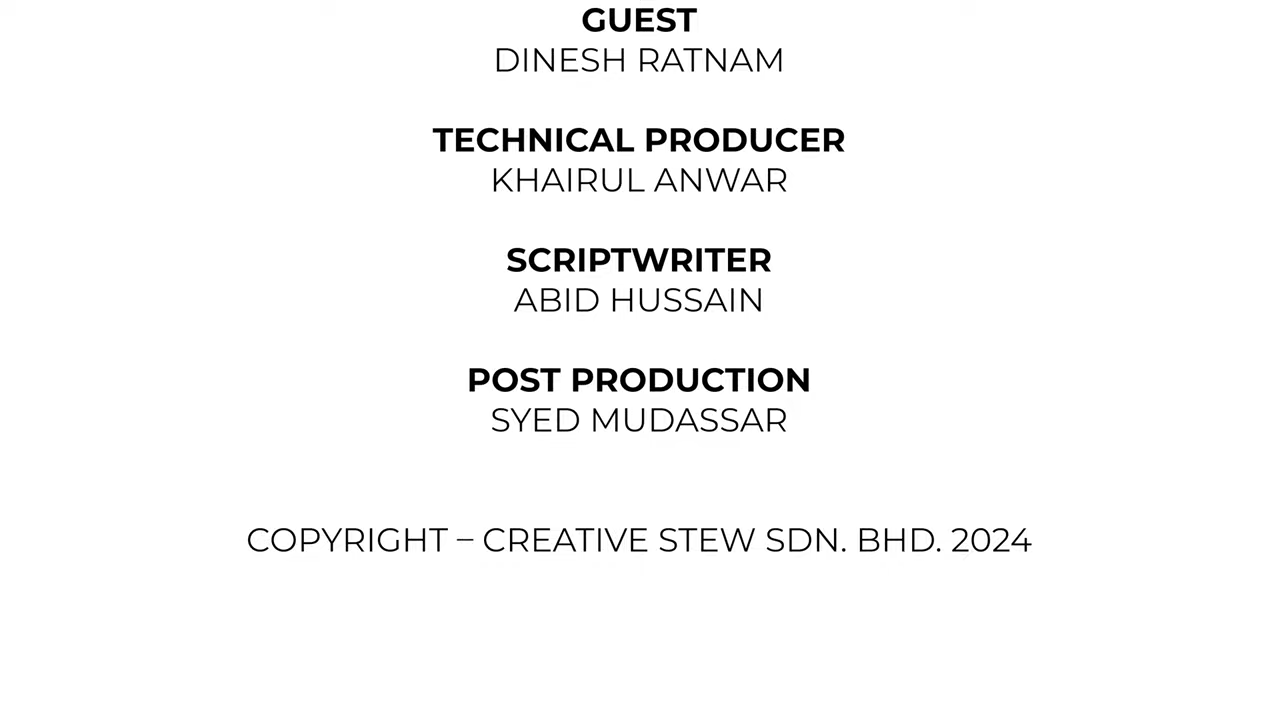 GUEST
DINESH RATNAM
TECHNICAL PRODUCER
KHAIRUL ANWAR
SCRIPTWRITER
ABID HUSSAIN
POST PRODUCTION
SYED MUDASSAR
COPYRIGHT – CREATIVE STEW SDN. BHD. 2024